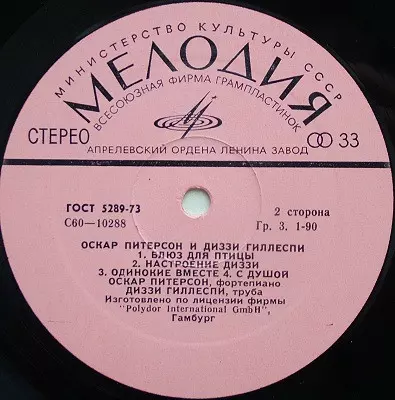 МИНИСТЕРСТВО КУЛЬТУРЫ СССР
МЕЛОДИЯ
ВСЕСОЮЗНАЯ ФИРМА ГРАМПЛАСТИНОК
СТЕРЕО
33
АПРЕЛЕВСКИЙ ОРДЕНА ЛЕНИНА ЗАВОД
ГОСТ 5289-73
С60—10288
2 сторона
Гр. 3. 1-90
ОСКАР ПИТЕРСОН И ДИЗЗИ ГИЛЛЕСПИ
1. БЛЮЗ ДЛЯ ПТИЦЫ
2. НАСТРОЕНИЕ ДИЗЗИ
3. ОДИНОКИЕ ВМЕСТЕ 4. С ДУШОЙ
ОСКАР ПИТЕРСОН, фортепиано
ДИЗЗИ ГИЛЛЕСПИ, труба
Изготовлено по лицензии фирмы
"Polydor International GmbH",
Гамбург